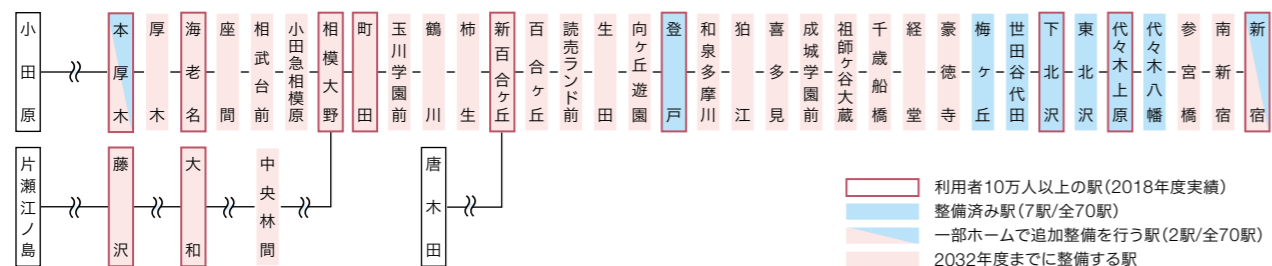 小田原
本厚木
厚木
海老名
座間
相武台前
小田急相模原
相模大野
町田
玉川学園前
鶴川
柿生
新百合ヶ丘
百合ヶ丘
読売ランド前
生田
向ヶ丘遊園
登戸
和泉多摩川
狛江
喜多見
成城学園前
祖師ヶ谷大蔵
千歳船橋
経堂
豪徳寺
梅ヶ丘
世田谷代田
下北沢
東北沢
代々木上原
代々木八幡
参宮橋
南新宿
新宿
片瀬江ノ島
藤沢
大和
中央林間
唐木田
利用者10万人以上の駅(2018年度実績)
整備済み駅(7駅/全70駅)
一部ホームで追加整備を行う駅(2駅/全70駅)
2032年度までに整備する駅